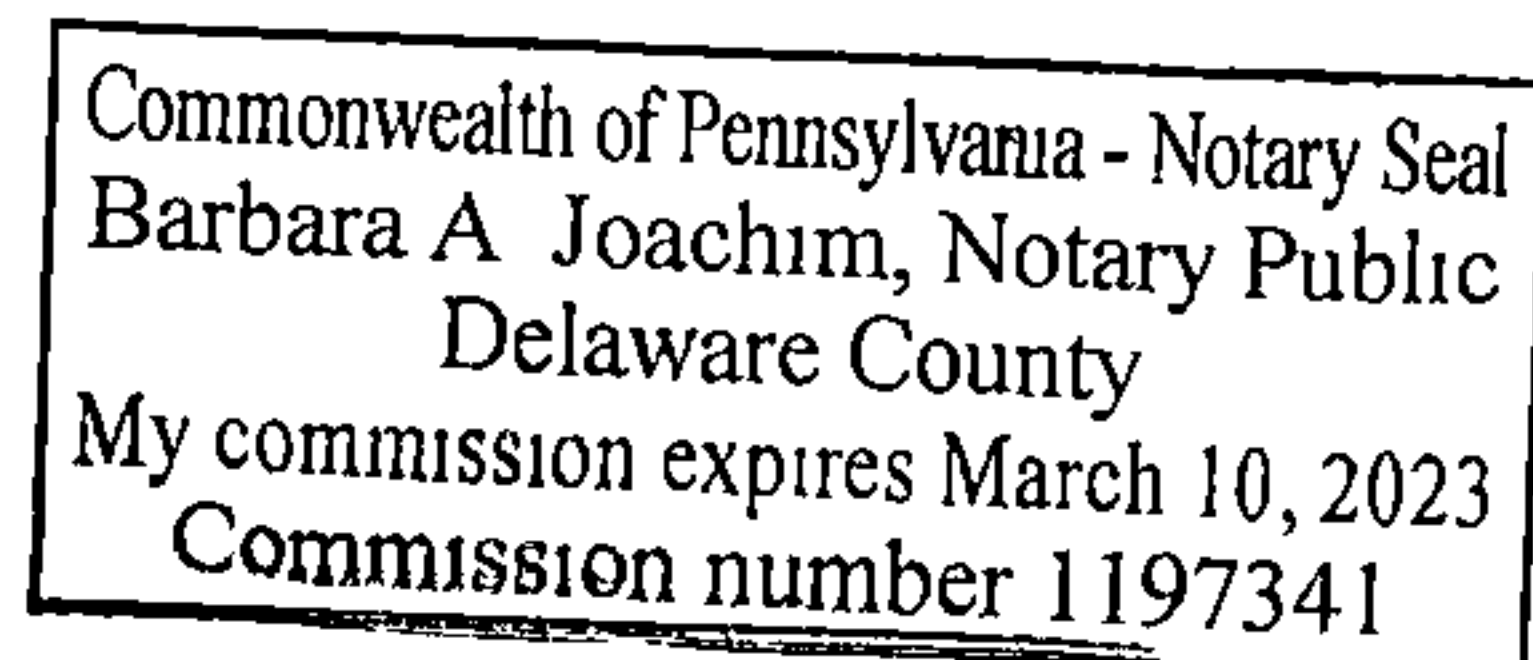 Commonwealth of Pennsylvania - Notary Seal
Barbara A Joachim, Notary Public
Delaware County
My commission expires March 10, 2023
Commission number 1197341